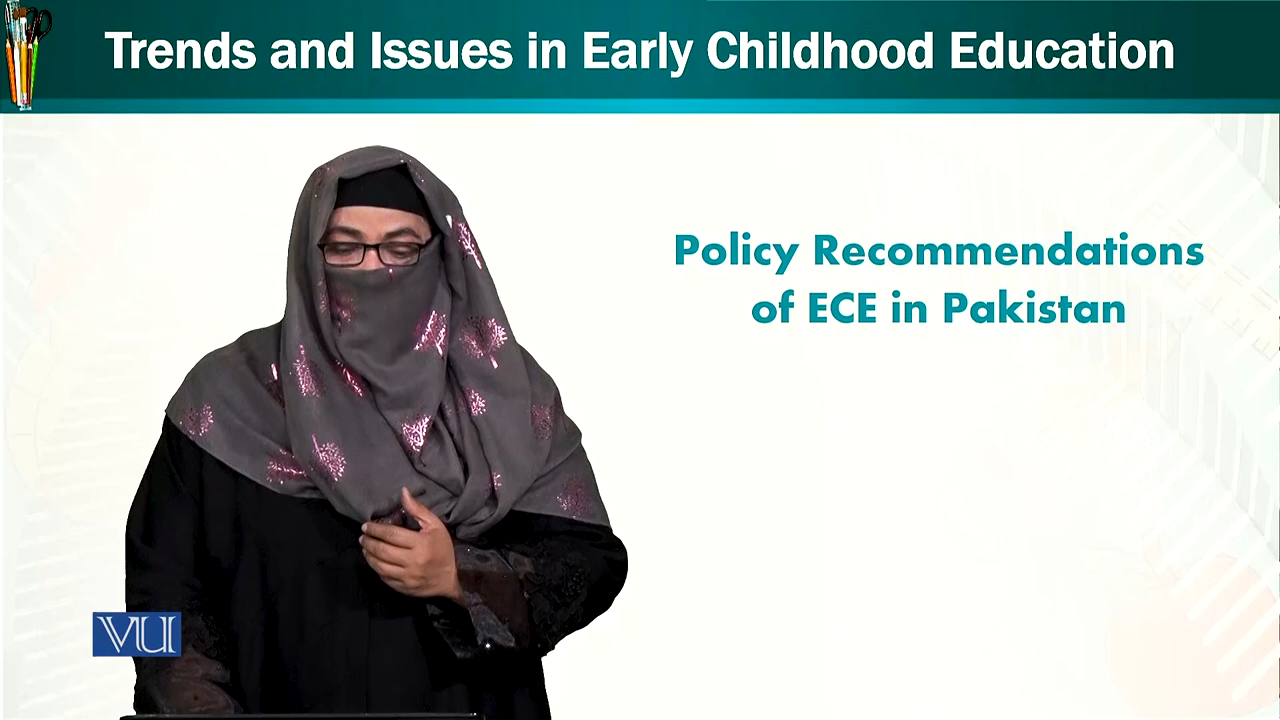 Trends and Issues in Early Childhood Education
Policy Recommendations
of ECE in Pakistan
VU